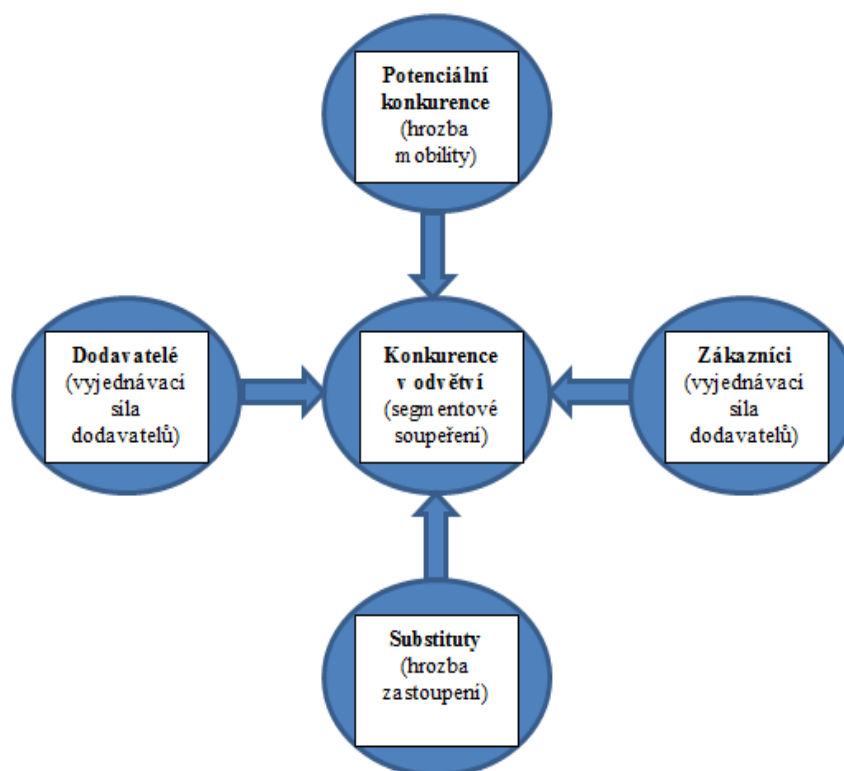 Potenciální
konkurence
(hrozba
mobility)
Dodavatelé
(vyjednávací
síla
dodavatelů)
Konkurence
v odvětví
(segmentové
soupeření)
Zákazníci
(vyjednávací
síla
dodavatelů)
Substituty
(hrozba
zastoupení)